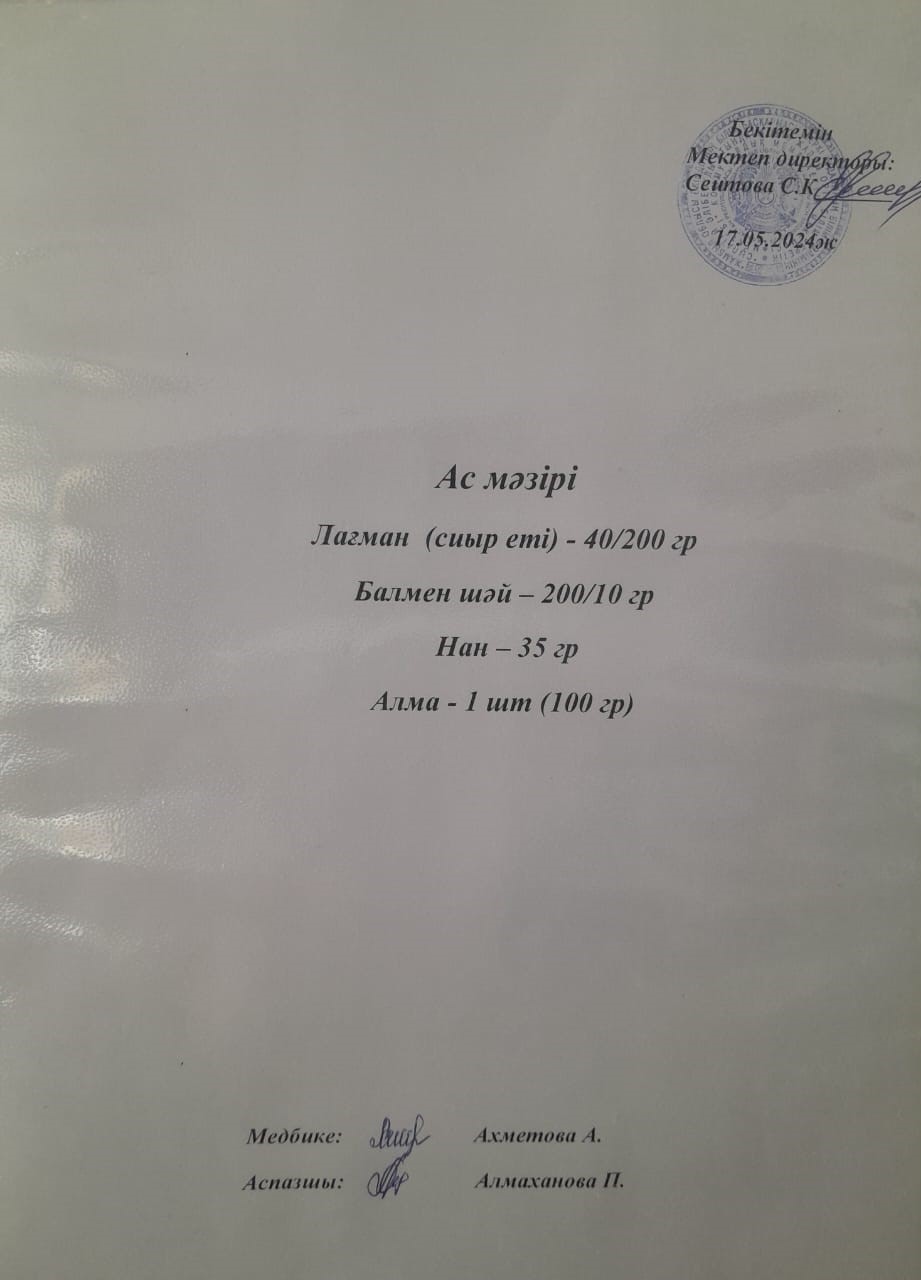 Бекітемін
Мектеп директоры:
Сеитова С.К
17.05.2024ж
Ас мәзірі
Лагман (сиыр еті) - 40/200 гр
Балмен шәй – 200/10 гр
Нан – 35 гр
Алма - 1 шт (100 гр)
Медбике: Ахметова А.
Аспазшы: Алмаханова П.